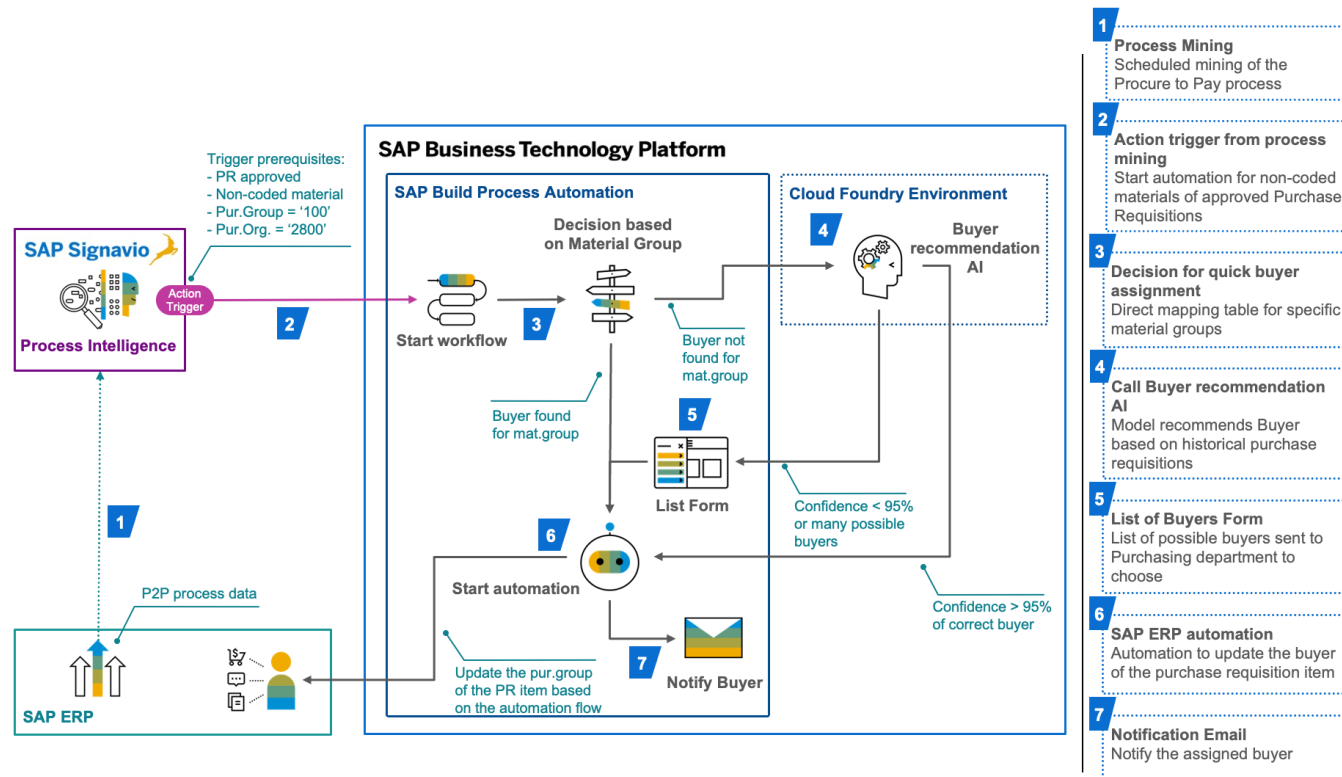 Trigger prerequisites:
- PR approved
- Non-coded material
- Pur.Group = ‘100’
- Pur.Org. = ‘2800’
SAP Signavio
Action
Trigger
Process Intelligence
2
1
P2P process data
SAP ERP
SAP Business Technology Platform
SAP Build Process Automation
Start workflow
3
Decision based
on Material Group
Buyer not
found for
mat.group
Buyer found
for mat.group
Cloud Foundry Environment
4
Buyer
recommendation
AI
5
List Form
Confidence < 95%
or many possible
buyers
6
Start automation
Confidence > 95%
of correct buyer
Update the pur.group
of the PR item based
on the automation flow
7
Notify Buyer
1
Process Mining
Scheduled mining of the
Procure to Pay process
2
Action trigger from process
mining
Start automation for non-coded
materials of approved Purchase
Requisitions
3
Decision for quick buyer
assignment
Direct mapping table for specific
material groups
4
Call Buyer recommendation
AI
Model recommends Buyer
based on historical purchase
requisitions
5
List of Buyers Form
List of possible buyers sent to
Purchasing department to
choose
6
SAP ERP automation
Automation to update the buyer
of the purchase requisition item
7
Notification Email
Notify the assigned buyer